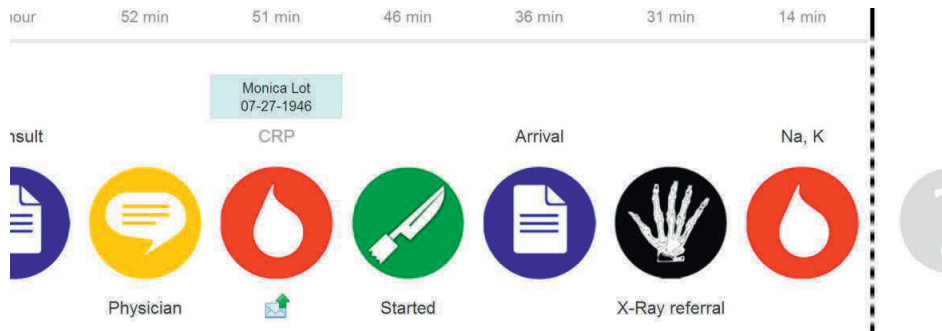 52 min 51 min 46 min 36 min 31 min 14 min
Monica Lot
07-27-1946
CRP Arrival Na, K
Physician Started X-Ray referral